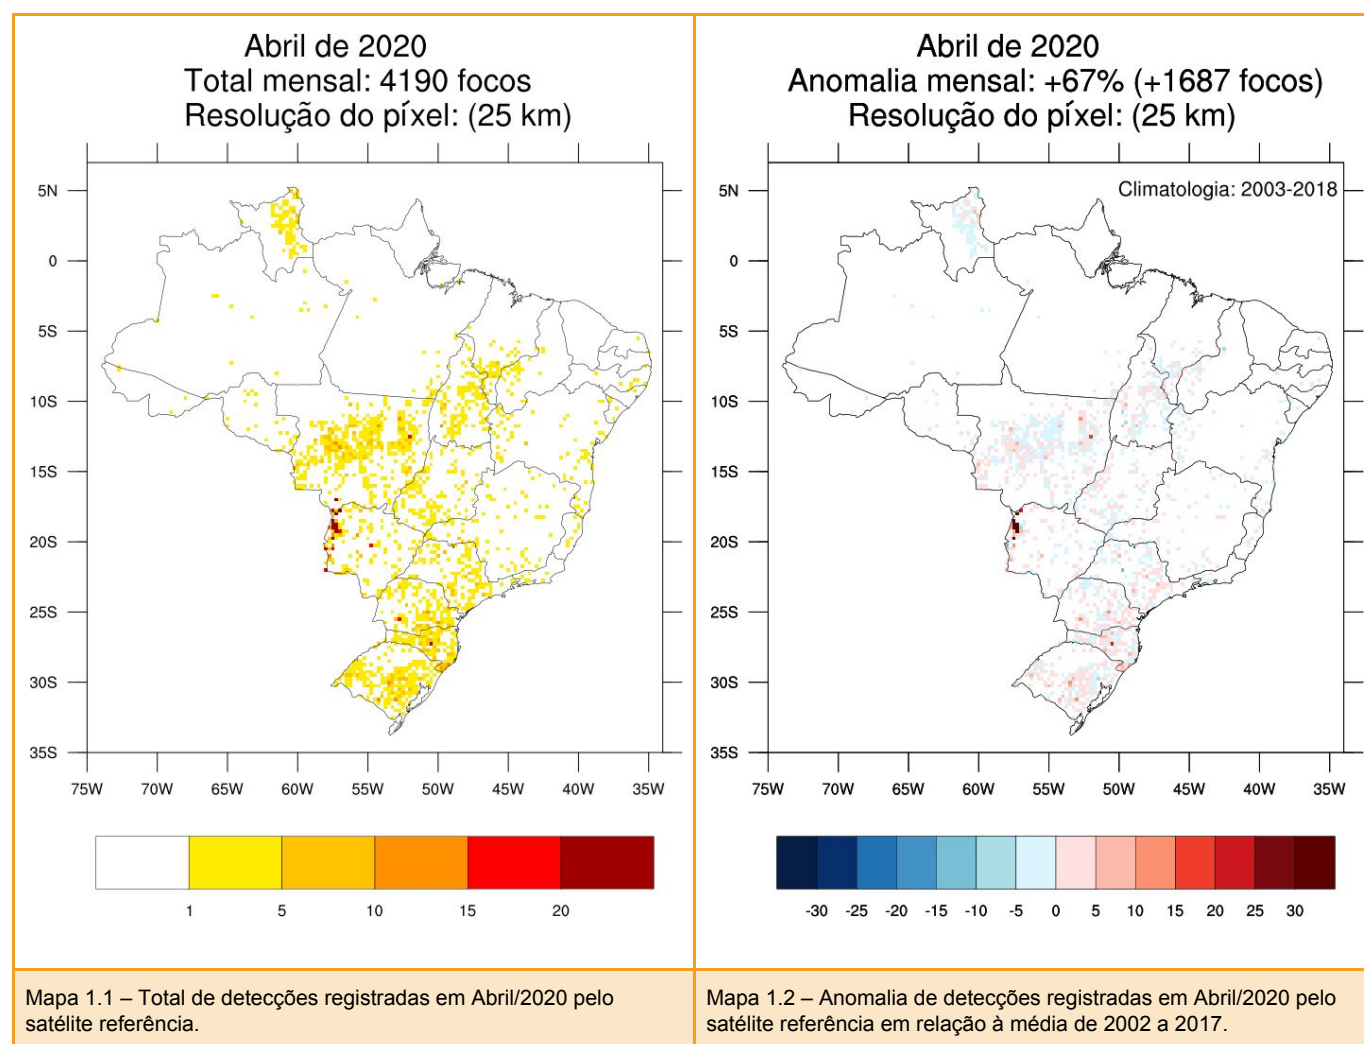 Abril de 2020
Total mensal: 4190 focos
Resolução do píxel: (25 km)
5N
0
5S
10S
15S
20S
25S
30S
35S
75W 70W 65W 60W 55W 50W 45W 40W 35W
1 5 10 15 20
Mapa 1.1 – Total de detecções registradas em Abril/2020 pelo
satélite referência.
Abril de 2020
Anomalia mensal: +67% (+1687 focos)
Resolução do píxel: (25 km)
Climatologia: 2003-2018
5N
0
5S
10S
15S
20S
25S
30S
35S
75W 70W 65W 60W 55W 50W 45W 40W 35W
-30 -25 -20 -15 -10 -5 0 5 10 15 20 25 30
Mapa 1.2 – Anomalia de detecções registradas em Abril/2020 pelo
satélite referência em relação à média de 2002 a 2017.